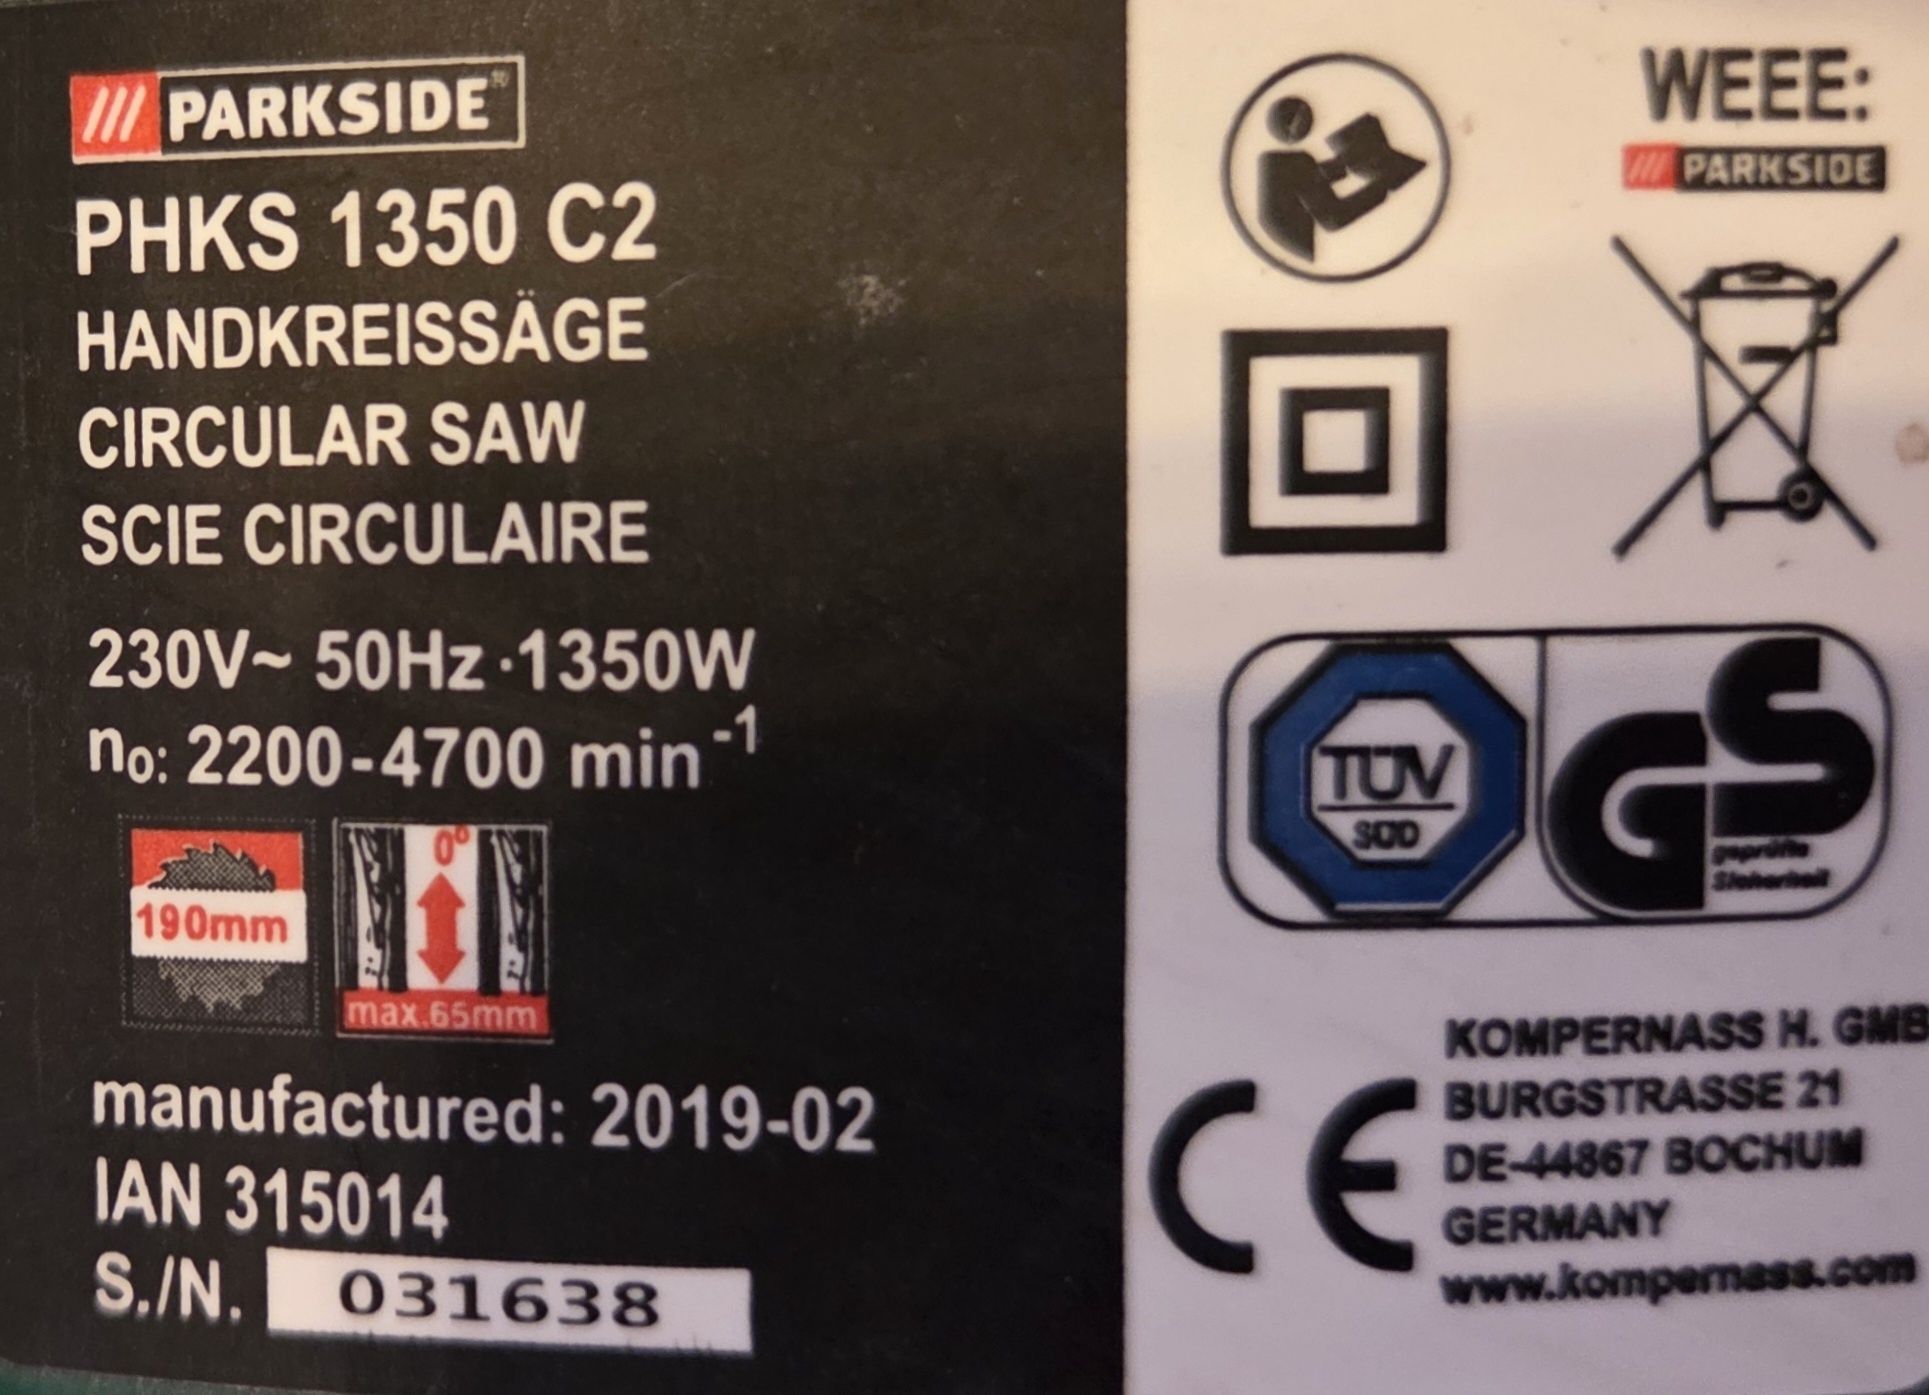 /// PARKSIDE®
PHKS 1350 C2
HANDKREISSÄGE
CIRCULAR SAW
SCIE CIRCULAIRE
230V~ 50Hz ·1350W
n₀: 2200-4700 min⁻¹
190mm
0°
max.65mm
manufactured: 2019-02
IAN 315014
S./N. 031638
WEEE:
/// PARKSIDE
TÜV
SÜD
GS
geprüfte
Sicherheit
CE
KOMPERNASS H. GMB
BURGSTRASSE 21
DE-44867 BOCHUM
GERMANY
www.kompernass.com